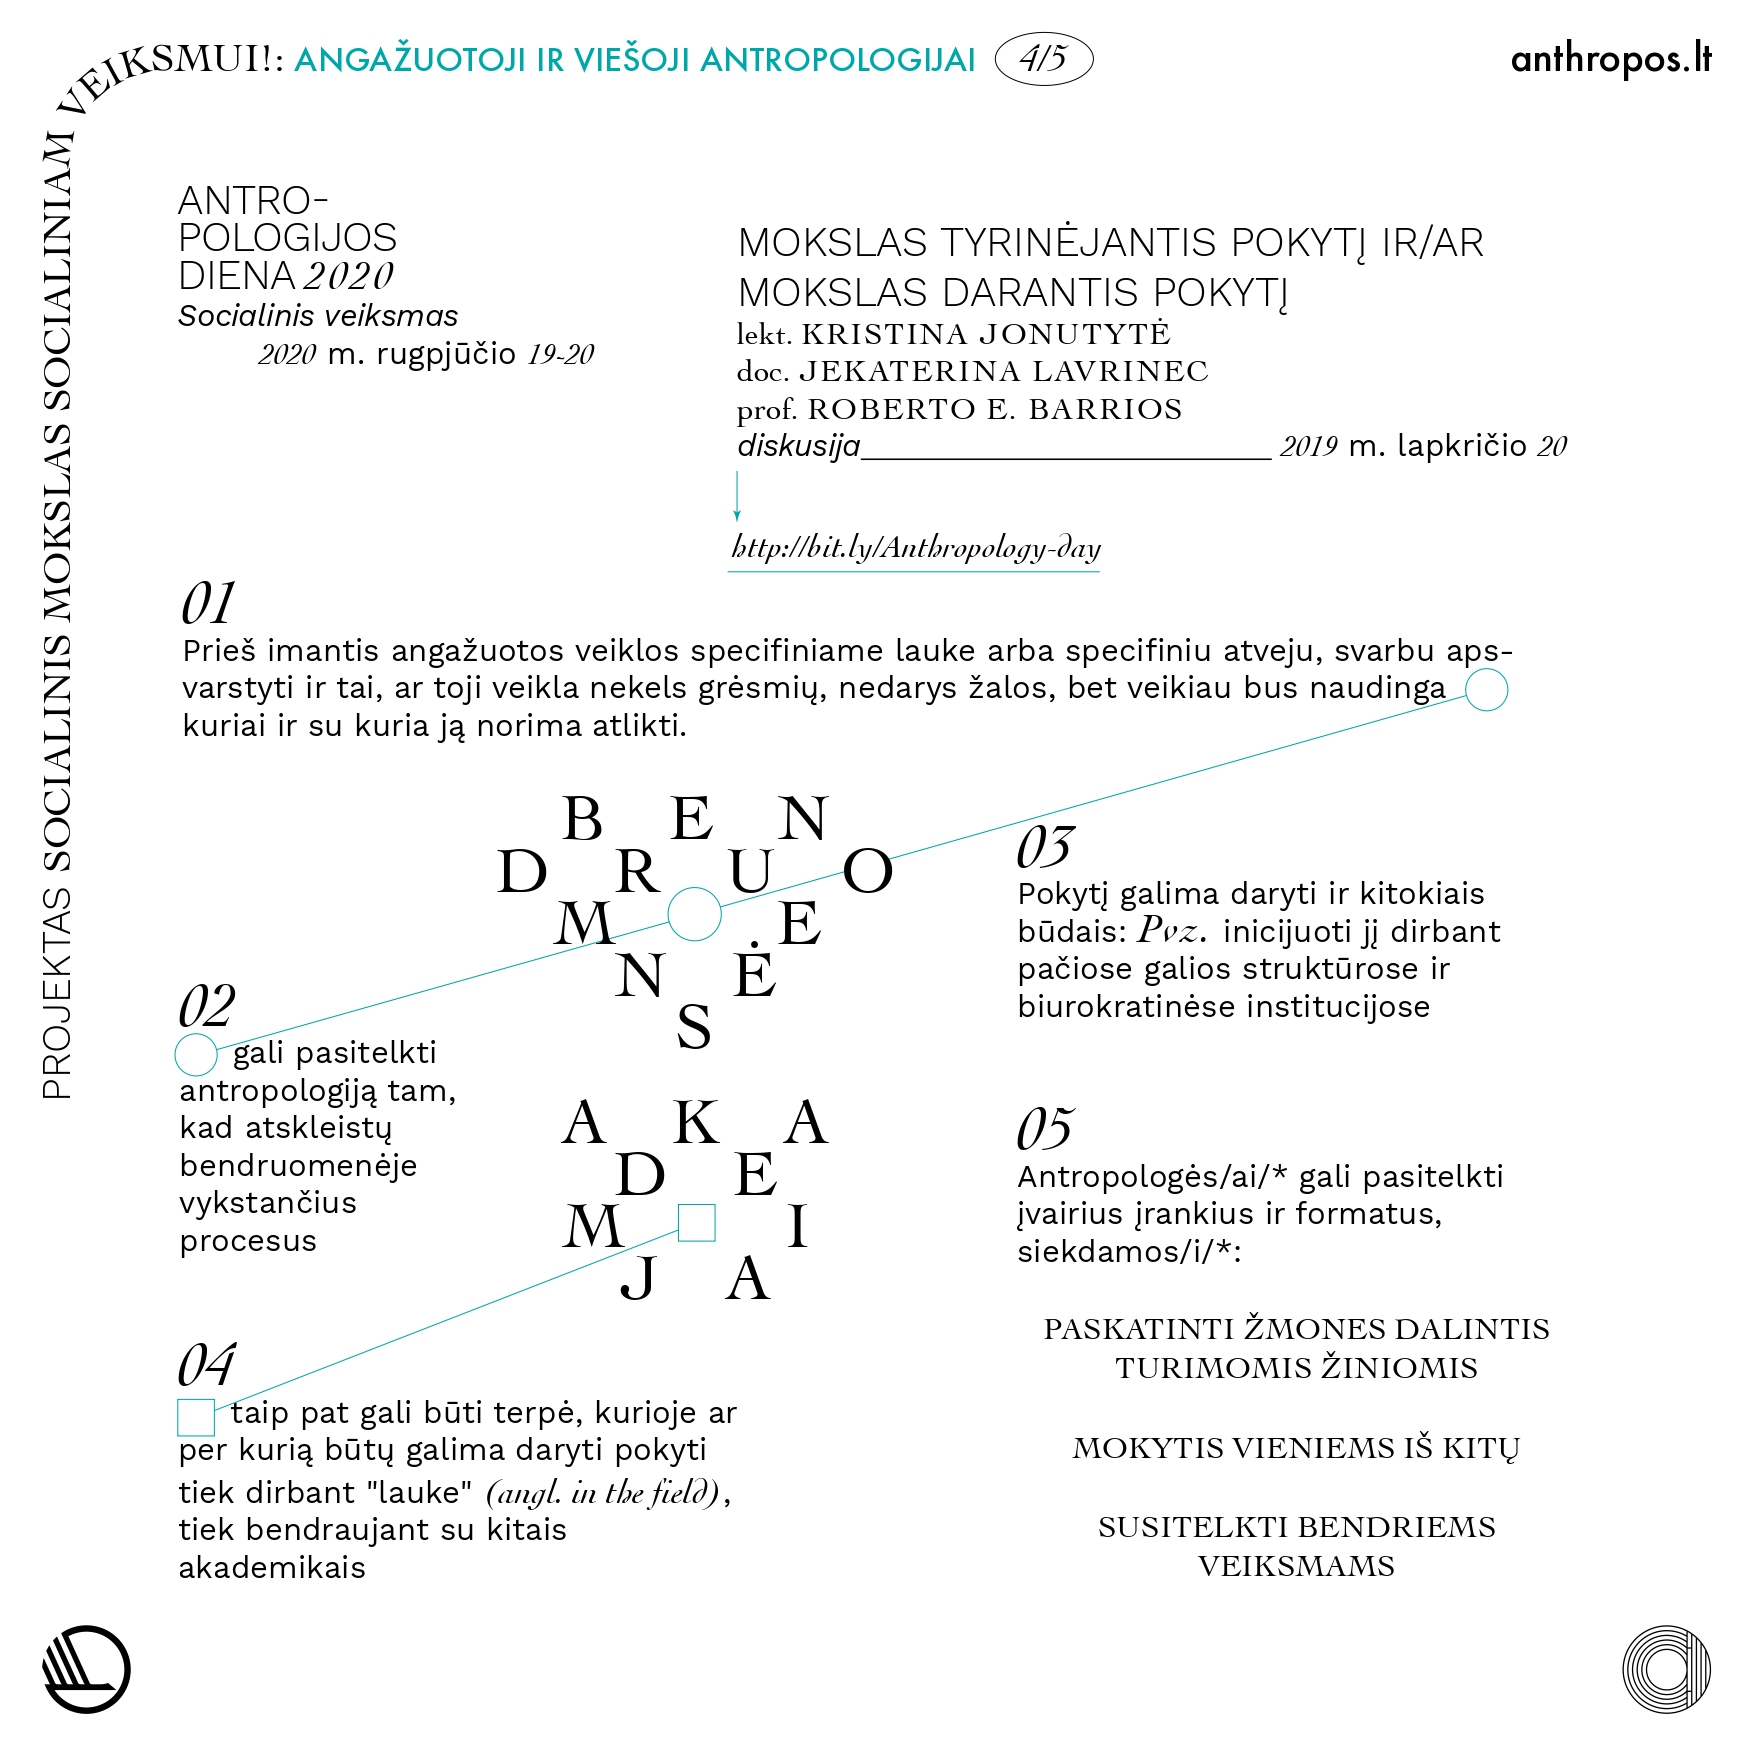 PROJEKTAS SOCIALINIS MOKSLAS SOCIALINIAM VEIKSMUI!: ANGAŽUOTOJI IR VIEŠOJI ANTROPOLOGIJAI 4/5
anthropos.lt
ANTRO-
POLOGIJOS
DIENA 2020
Socialinis veiksmas
2020 m. rugpjūčio 19-20
MOKSLAS TYRINĖJANTIS POKYTĮ IR/AR
MOKSLAS DARANTIS POKYTĮ
lekt. KRISTINA JONUTYTĖ
doc. JEKATERINA LAVRINEC
prof. ROBERTO E. BARRIOS
diskusija 2019 m. lapkričio 20
http://bit.ly/Anthropology-day
01
Prieš imantis angažuotos veiklos specifiniame lauke arba specifiniu atveju, svarbu aps-
varstyti ir tai, ar toji veikla nekels grėsmių, nedarys žalos, bet veikiau bus naudinga
kuriai ir su kuria ją norima atlikti.
B E N
D R U O
M E
N Ė
S
02
gali pasitelkti
antropologiją tam,
kad atskleistų
bendruomenėje
vykstančius
procesus
03
Pokytį galima daryti ir kitokiais
būdais: Pvz. inicijuoti jį dirbant
pačiose galios struktūrose ir
biurokratinėse institucijose
A K A
D E
M I
J A
04
taip pat gali būti terpė, kurioje ar
per kurią būtų galima daryti pokyti
tiek dirbant "lauke" (angl. in the field),
tiek bendraujant su kitais
akademikais
05
Antropologės/ai/* gali pasitelkti
įvairius įrankius ir formatus,
siekdamos/i/*:
PASKATINTI ŽMONES DALINTIS
TURIMOMIS ŽINIOMIS
MOKYTIS VIENIEMS IŠ KITŲ
SUSITELKTI BENDRIEMS
VEIKSMAMS